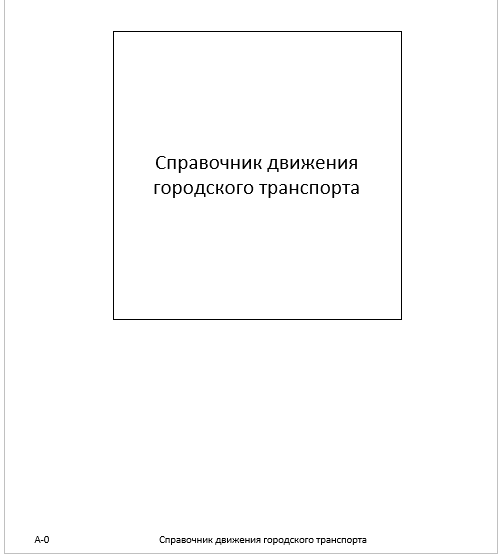 Справочник движения
городского транспорта
А-0
Справочник движения городского транспорта